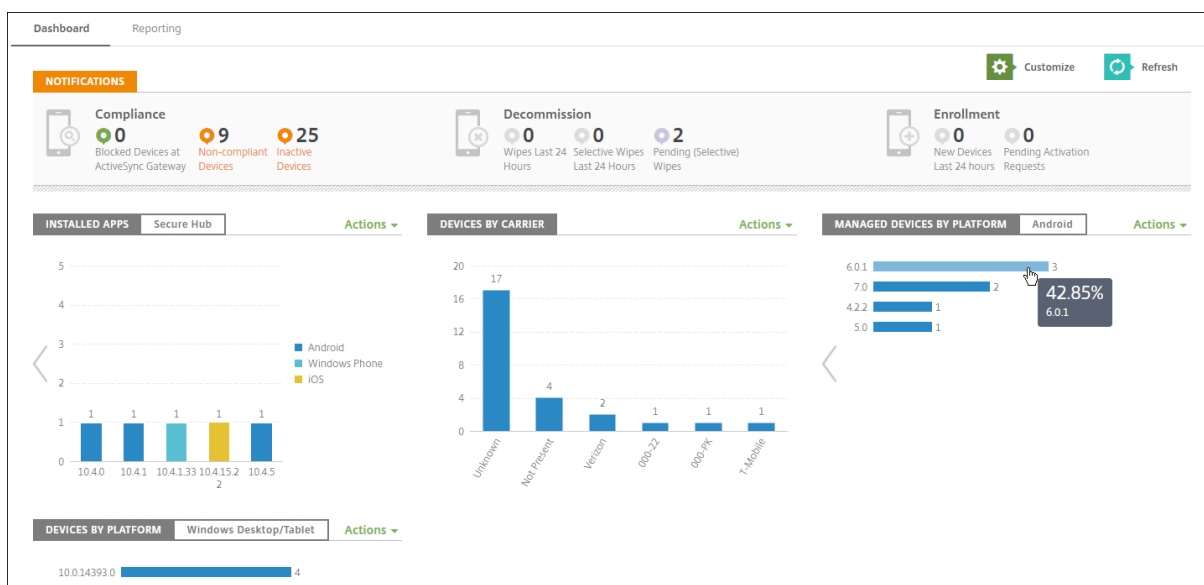 Dashboard Reporting
Customize Refresh
NOTIFICATIONS
Compliance
0 9 25
Blocked Devices at Non-compliant Inactive
ActiveSync Gateway Devices Devices
Decommission
0 0 2
Wipes Last 24 Selective Wipes Pending (Selective)
Hours Last 24 Hours Wipes
Enrollment
0 0
New Devices Pending Activation
Last 24 hours Requests
INSTALLED APPS Secure Hub Actions
5
4
3
2
1
0
1 1 1 1 1
10.4.0 10.4.1 10.4.1.33 10.4.15.2 10.4.5
2
Android
Windows Phone
iOS
DEVICES BY CARRIER Actions
20
16
12
8
4
0
17 4 2 1 1 1
Unknown Not Present Verizon 000-22 000-PK T-Mobile
MANAGED DEVICES BY PLATFORM Android Actions
6.0.1 3
7.0 2
4.2.2 1
5.0 1
42.85%
6.0.1
DEVICES BY PLATFORM Windows Desktop/Tablet Actions
10.0.14393.0 4